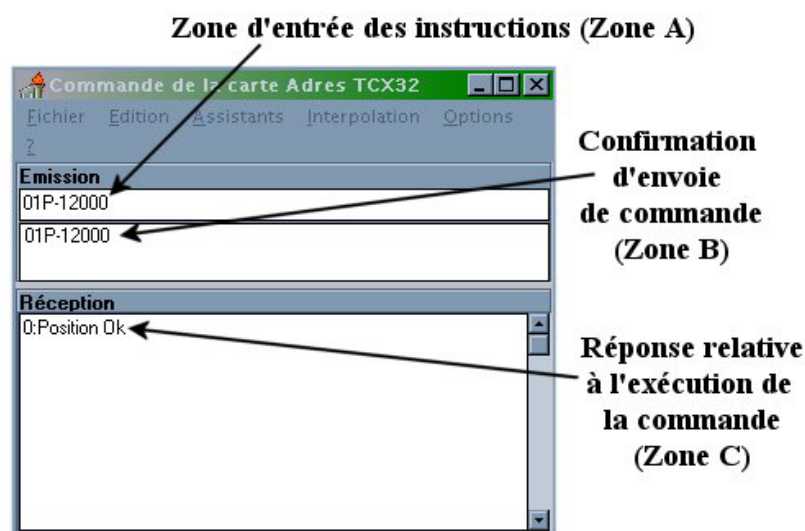 Zone d'entrée des instructions (Zone A)
Commande de la carte Adres TCX32
Fichier Edition Assistants Interpolation Options
?
Emission
01P-12000
01P-12000
Confirmation
d'envoie
de commande
(Zone B)
Réception
0:Position Ok
Réponse relative
à l'exécution de
la commande
(Zone C)